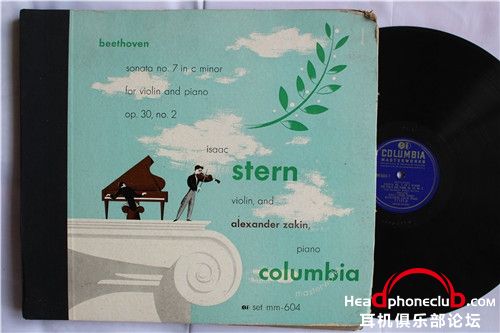 beethoven
sonata no. 7 in c minor
for violin and piano
op. 30, no. 2
isaac
stern
violin, and
alexander zakin,
piano
columbia
masterworks
set mm-604
COLUMBIA
MASTERWORKS
Headphoneclub.com
耳机俱乐部论坛